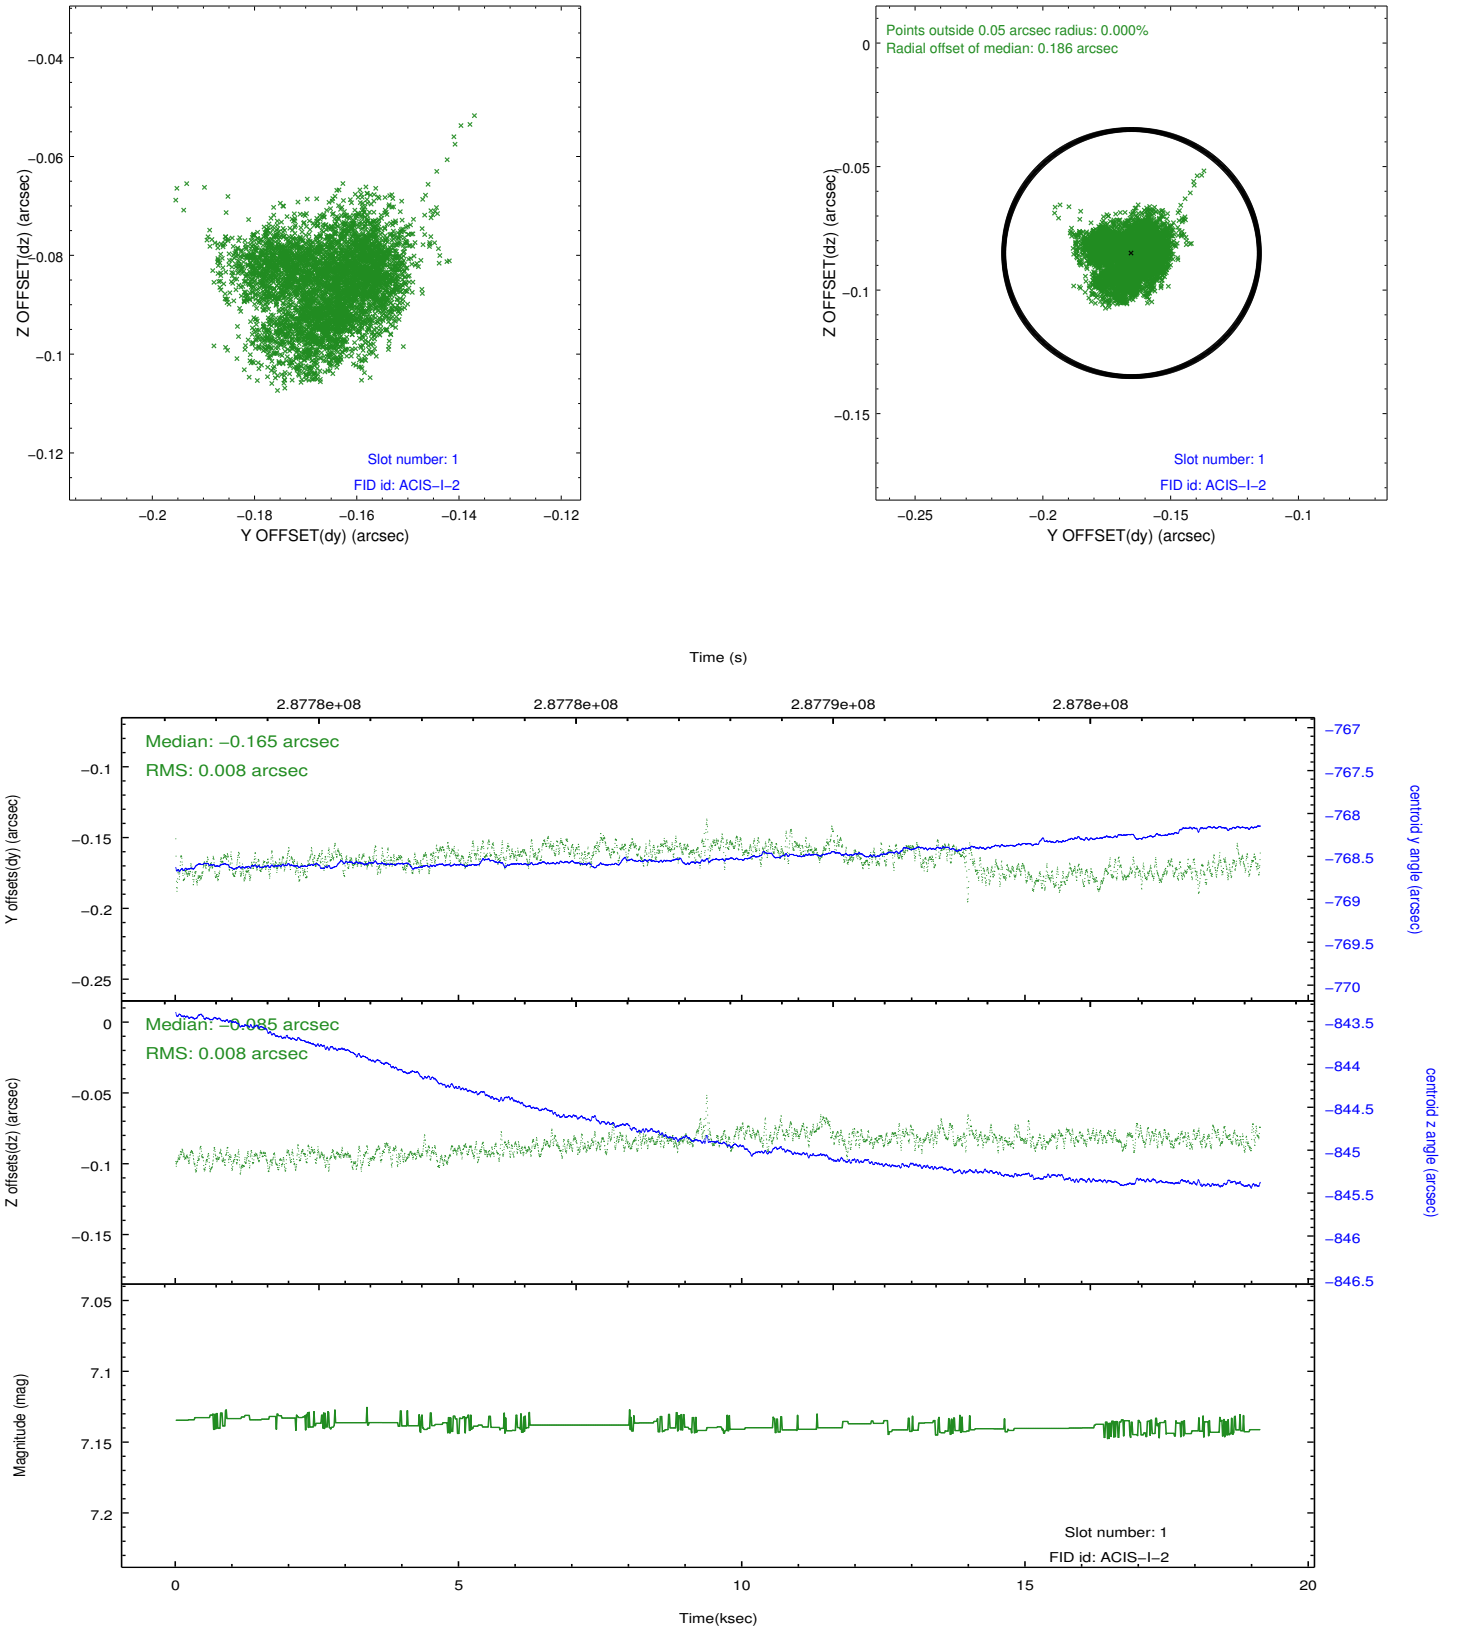 −0.04
−0.06
−0.08
−0.1
−0.12
Z OFFSET(dz) (arcsec)
Slot number: 1
FID id: ACIS−I−2
−0.2
−0.18
−0.16
−0.14
−0.12
Y OFFSET(dy) (arcsec)
Points outside 0.05 arcsec radius: 0.000%
Radial offset of median: 0.186 arcsec
0
−0.05
−0.1
−0.15
Z OFFSET(dz) (arcsec)
Slot number: 1
FID id: ACIS−I−2
−0.25
−0.2
−0.15
−0.1
Y OFFSET(dy) (arcsec)
Time (s)
2.8778e+08
2.8778e+08
2.8779e+08
2.878e+08
Median: −0.165 arcsec
RMS: 0.008 arcsec
−0.1
−0.15
−0.2
−0.25
Y offsets(dy) (arcsec)
−767
−767.5
−768
−768.5
−769
−769.5
−770
centroid y angle (arcsec)
Median: −0.085 arcsec
RMS: 0.008 arcsec
0
−0.05
−0.1
−0.15
Z offsets(dz) (arcsec)
−843.5
−844
−844.5
−845
−845.5
−846
−846.5
centroid z angle (arcsec)
7.05
7.1
7.15
7.2
Magnitude (mag)
Slot number: 1
FID id: ACIS−I−2
0
5
10
15
20
Time(ksec)